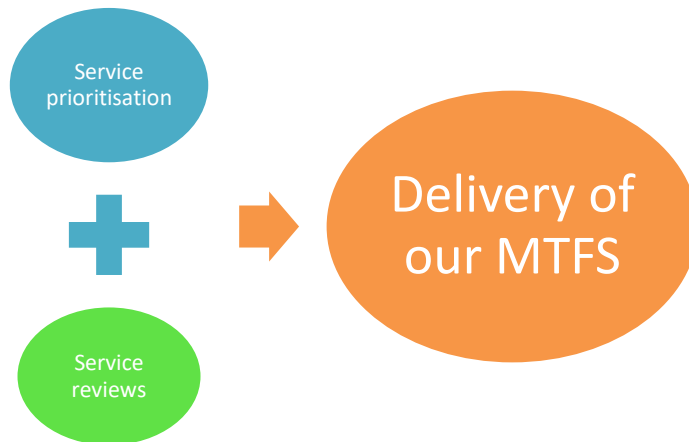 Service
prioritisation
Service
reviews
Delivery of
our MTFS